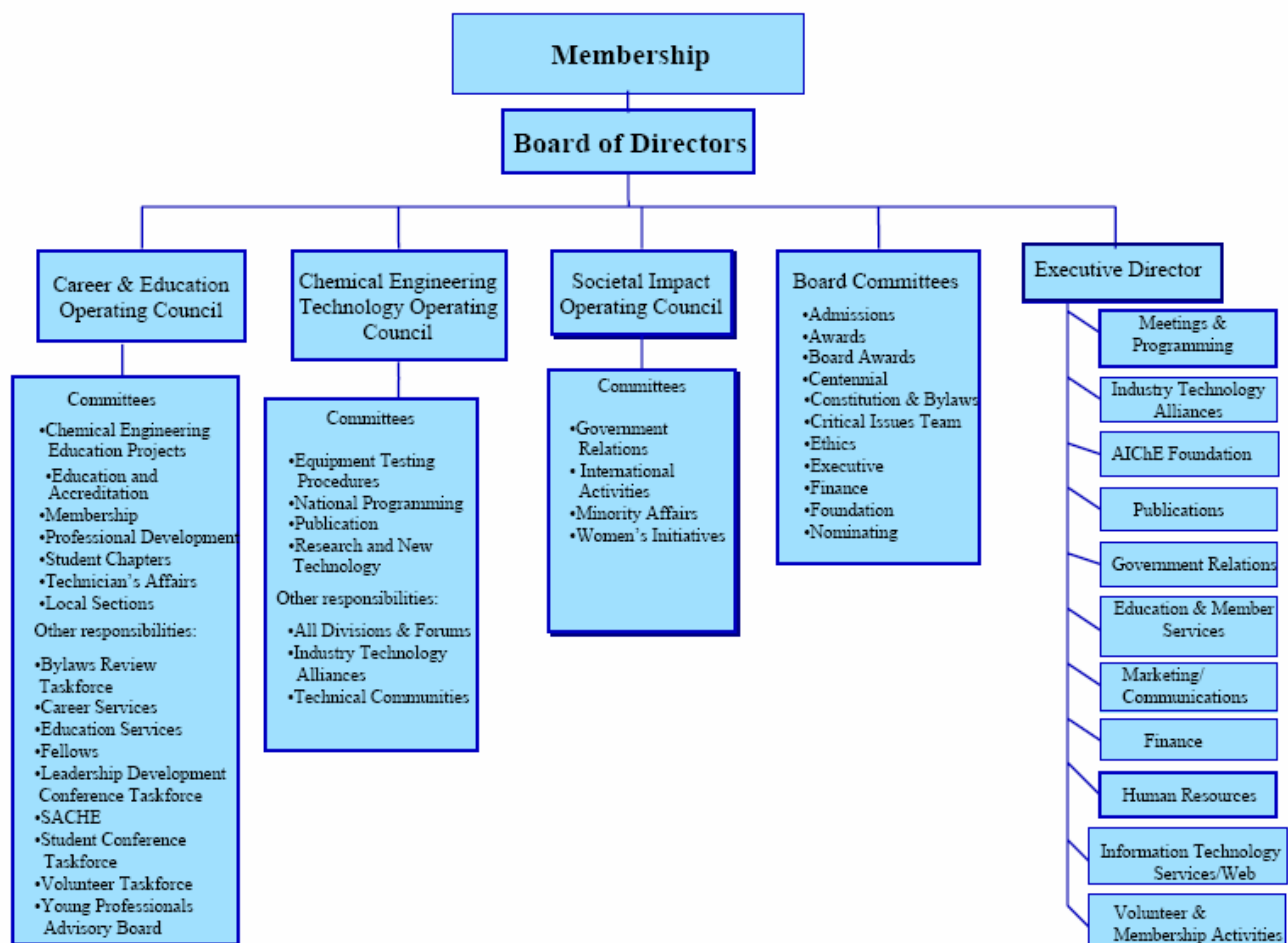 Membership
Board of Directors
Career & Education
Operating Council
Committees
•Chemical Engineering
Education Projects
•Education and
Accreditation
•Membership
•Professional Development
•Student Chapters
•Technician's Affairs
•Local Sections
Other responsibilities:
•Bylaws Review
Taskforce
•Career Services
•Education Services
•Fellows
•Leadership Development
Conference Taskforce
•SACHE
•Student Conference
Taskforce
•Volunteer Taskforce
•Young Professionals
Advisory Board
Chemical Engineering
Technology Operating
Council
Committees
•Equipment Testing
Procedures
•National Programming
•Publication
•Research and New
Technology
Other responsibilities:
•All Divisions & Forums
•Industry Technology
Alliances
•Technical Communities
Societal Impact
Operating Council
Committees
•Government
Relations
• International
Activities
•Minority Affairs
•Women's Initiatives
Board Committees
•Admissions
•Awards
•Board Awards
•Centennial
•Constitution & Bylaws
•Critical Issues Team
•Ethics
•Executive
•Finance
•Foundation
•Nominating
Executive Director
Meetings &
Programming
Industry Technology
Alliances
AIChE Foundation
Publications
Government Relations
Education & Member
Services
Marketing/
Communications
Finance
Human Resources
Information Technology
Services/Web
Volunteer &
Membership Activities